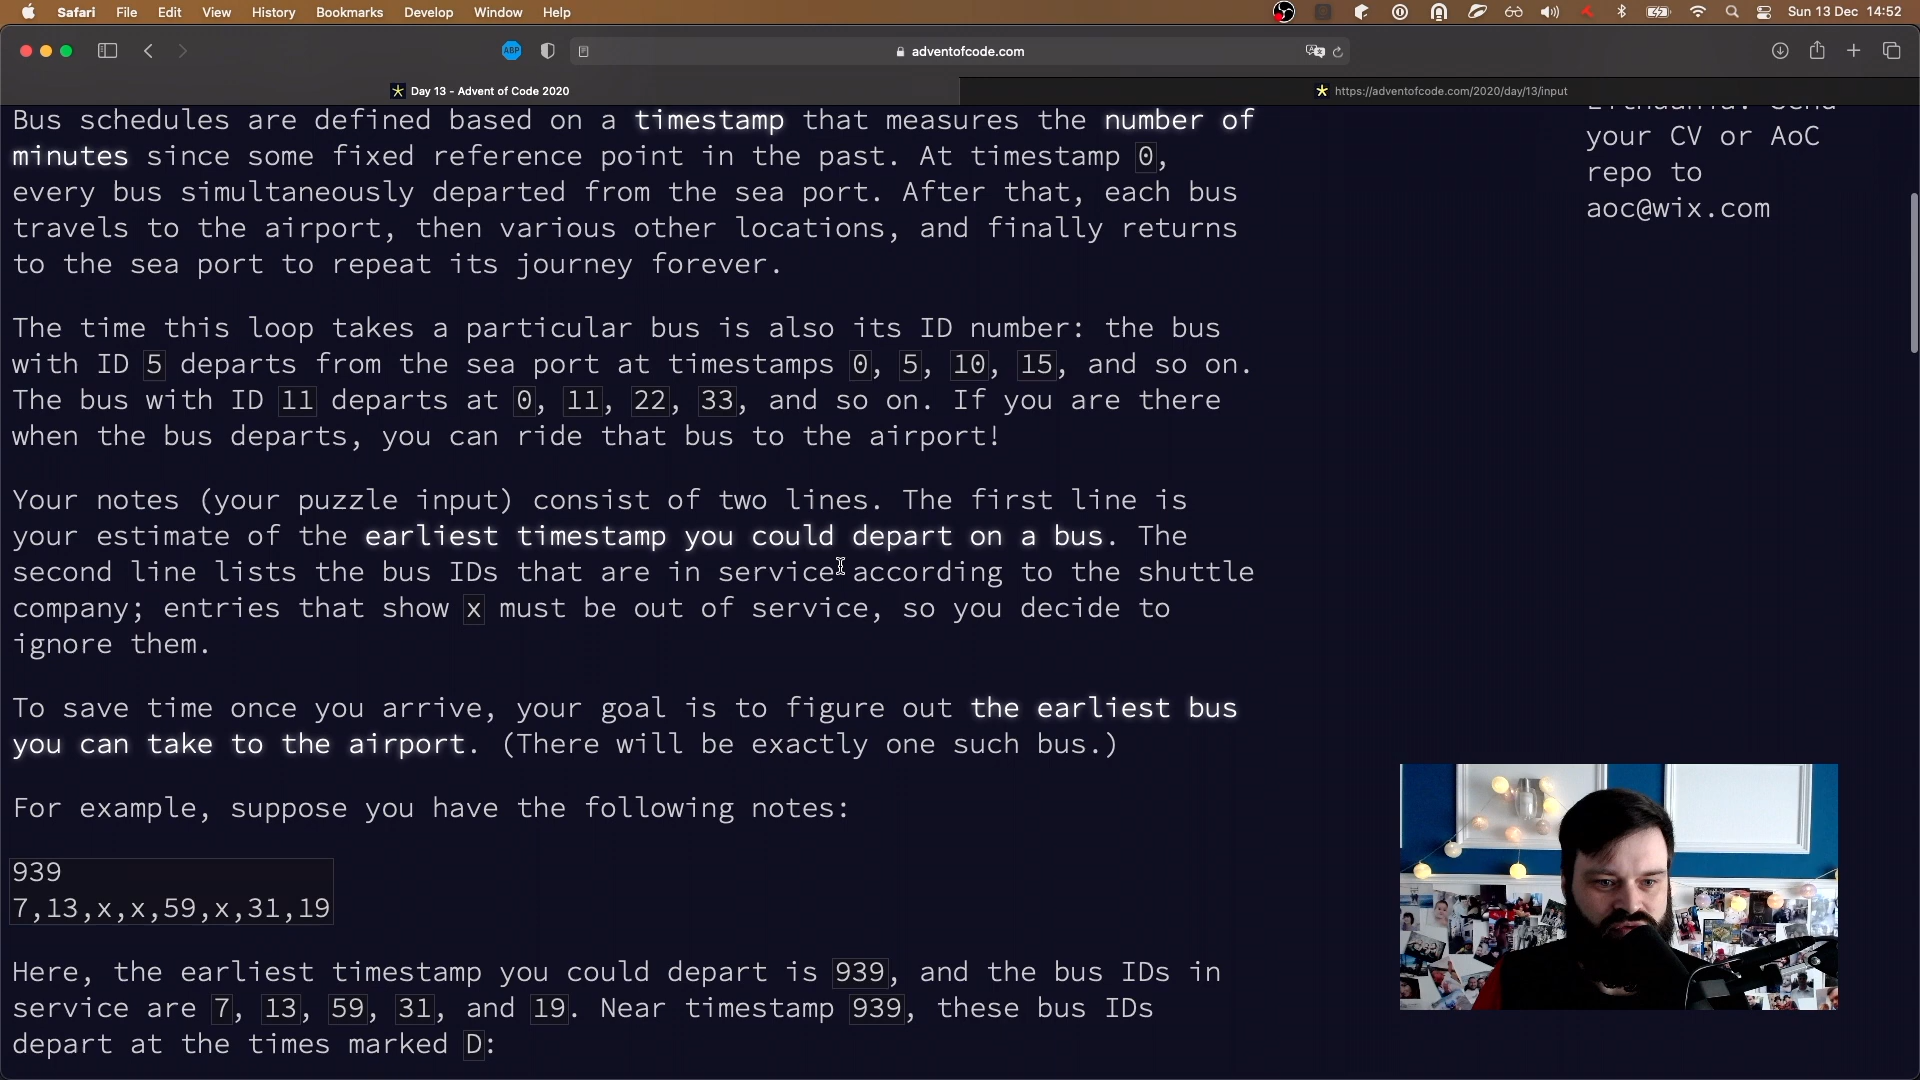 Safari File Edit View History Bookmarks Develop Window Help Sun 13 Dec 14:52
ABP adventofcode.com
Day 13 - Advent of Code 2020 https://adventofcode.com/2020/day/13/input
Bus schedules are defined based on a timestamp that measures the number of
minutes since some fixed reference point in the past. At timestamp 0,
every bus simultaneously departed from the sea port. After that, each bus
travels to the airport, then various other locations, and finally returns
to the sea port to repeat its journey forever.
The time this loop takes a particular bus is also its ID number: the bus
with ID 5 departs from the sea port at timestamps 0, 5, 10, 15, and so on.
The bus with ID 11 departs at 0, 11, 22, 33, and so on. If you are there
when the bus departs, you can ride that bus to the airport!
Your notes (your puzzle input) consist of two lines. The first line is
your estimate of the earliest timestamp you could depart on a bus. The
second line lists the bus IDs that are in service according to the shuttle
company; entries that show x must be out of service, so you decide to
ignore them.
To save time once you arrive, your goal is to figure out the earliest bus
you can take to the airport. (There will be exactly one such bus.)
For example, suppose you have the following notes:
939
7,13,x,x,59,x,31,19
Here, the earliest timestamp you could depart is 939, and the bus IDs in
service are 7, 13, 59, 31, and 19. Near timestamp 939, these bus IDs
depart at the times marked D:
your CV or AoC
repo to
aoc@wix.com